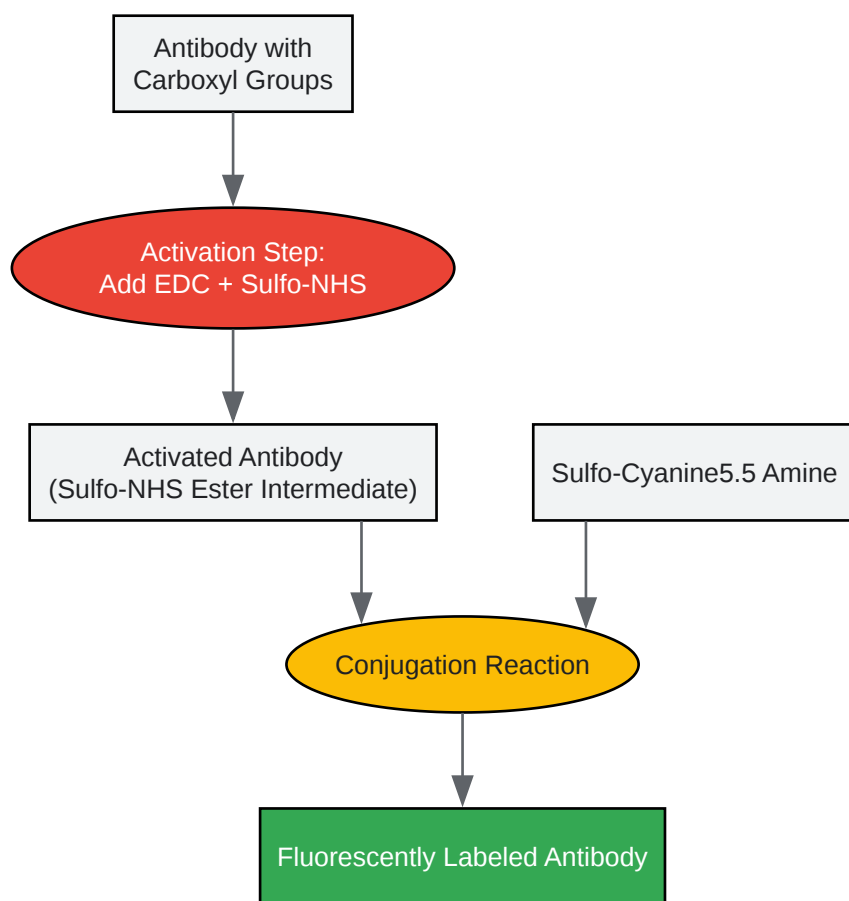 Antibody with
Carboxyl Groups
Activation Step:
Add EDC + Sulfo-NHS
Activated Antibody
(Sulfo-NHS Ester Intermediate)
Sulfo-Cyanine5.5 Amine
Conjugation Reaction
Fluorescently Labeled Antibody